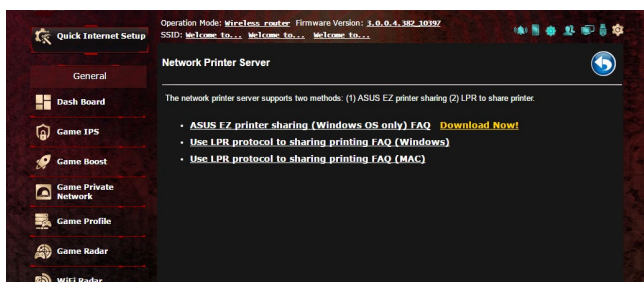 Quick Internet Setup
Operation Mode: Wireless router Firmware Version: 3.0.0.4.382_10397
SSID: Welcome to... Welcome to... Welcome to...
General
Dash Board
Game IPS
Game Boost
Game Private
Network
Game Profile
Game Radar
WiFi Radar
Network Printer Server
The network printer server supports two methods: (1) ASUS EZ printer sharing (2) LPR to share printer.
ASUS EZ printer sharing (Windows OS only) FAQ Download Now!
Use LPR protocol to sharing printing FAQ (Windows)
Use LPR protocol to sharing printing FAQ (MAC)